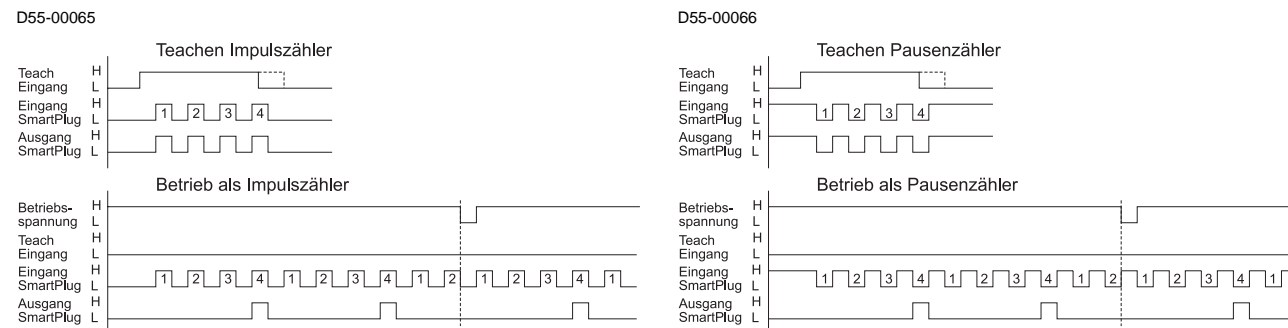 D55-00065
Teachen Impulszähler
Teach H
Eingang L
Eingang H
SmartPlug L
1 2 3 4
Ausgang H
SmartPlug L
Betrieb als Impulszähler
Betriebs- H
spannung L
Teach H
Eingang L
Eingang H
SmartPlug L
1 2 3 4 1 2 3 4 1 2 1 2 3 4 1
Ausgang H
SmartPlug L
D55-00066
Teachen Pausenzähler
Teach H
Eingang L
Eingang H
SmartPlug L
1 2 3 4
Ausgang H
SmartPlug L
Betrieb als Pausenzähler
Betriebs- H
spannung L
Teach H
Eingang L
Eingang H
SmartPlug L
1 2 3 4 1 2 3 4 1 2 1 2 3 4 1
Ausgang H
SmartPlug L